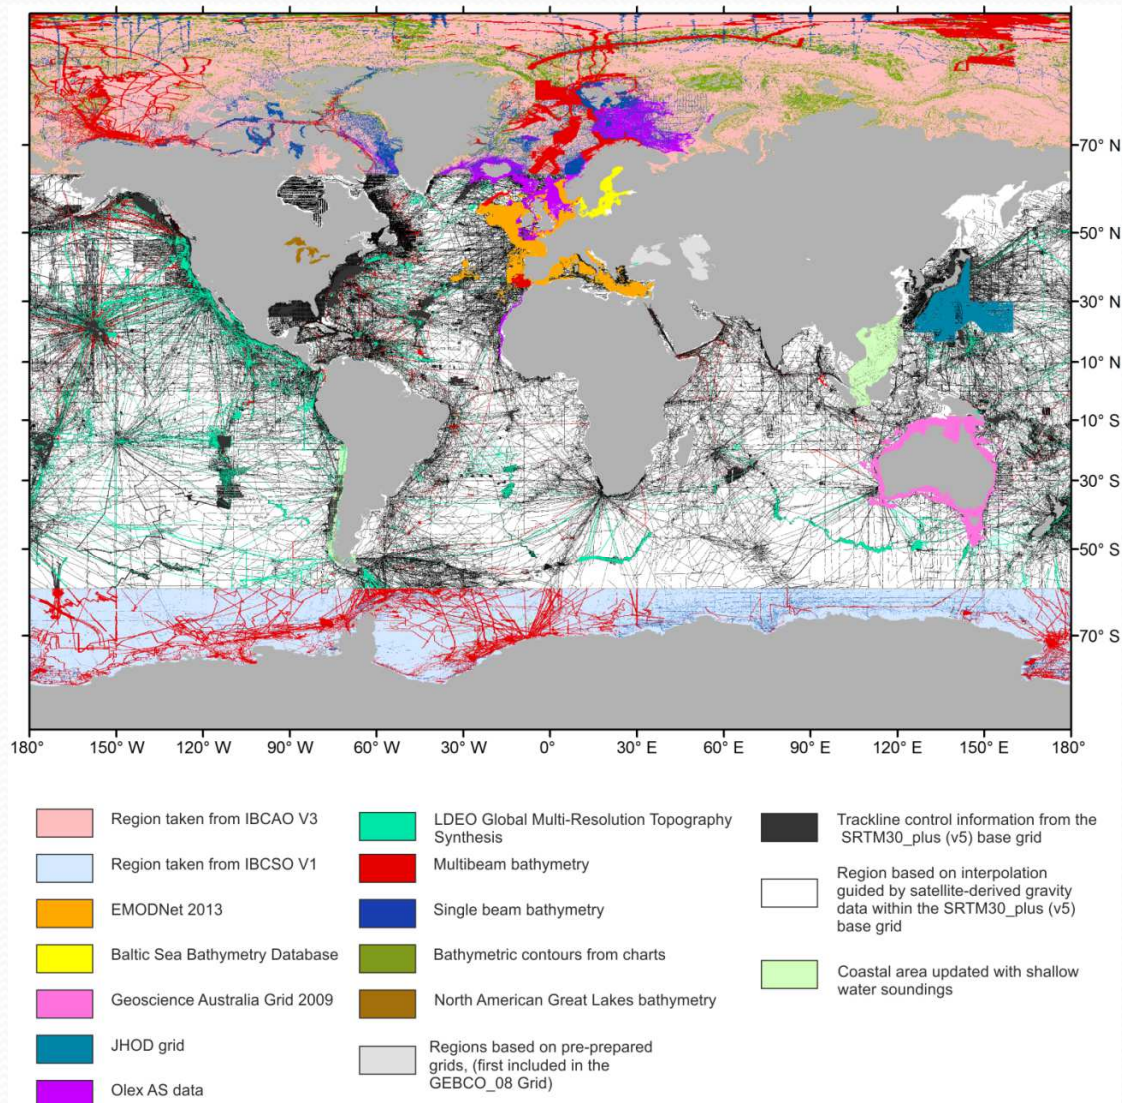 70° N
50° N
30° N
10° N
10° S
30° S
50° S
70° S
180° 150° W 120° W 90° W 60° W 30° W 0° 30° E 60° E 90° E 120° E 150° E 180°
Region taken from IBCAO V3
Region taken from IBCSO V1
EMODNet 2013
Baltic Sea Bathymetry Database
Geoscience Australia Grid 2009
JHOD grid
Olex AS data
LDEO Global Multi-Resolution Topography
Synthesis
Multibeam bathymetry
Single beam bathymetry
Bathymetric contours from charts
North American Great Lakes bathymetry
Regions based on pre-prepared
grids, (first included in the
GEBCO_08 Grid)
Trackline control information from the
SRTM30_plus (v5) base grid
Region based on interpolation
guided by satellite-derived gravity
data within the SRTM30_plus (v5)
base grid
Coastal area updated with shallow
water soundings